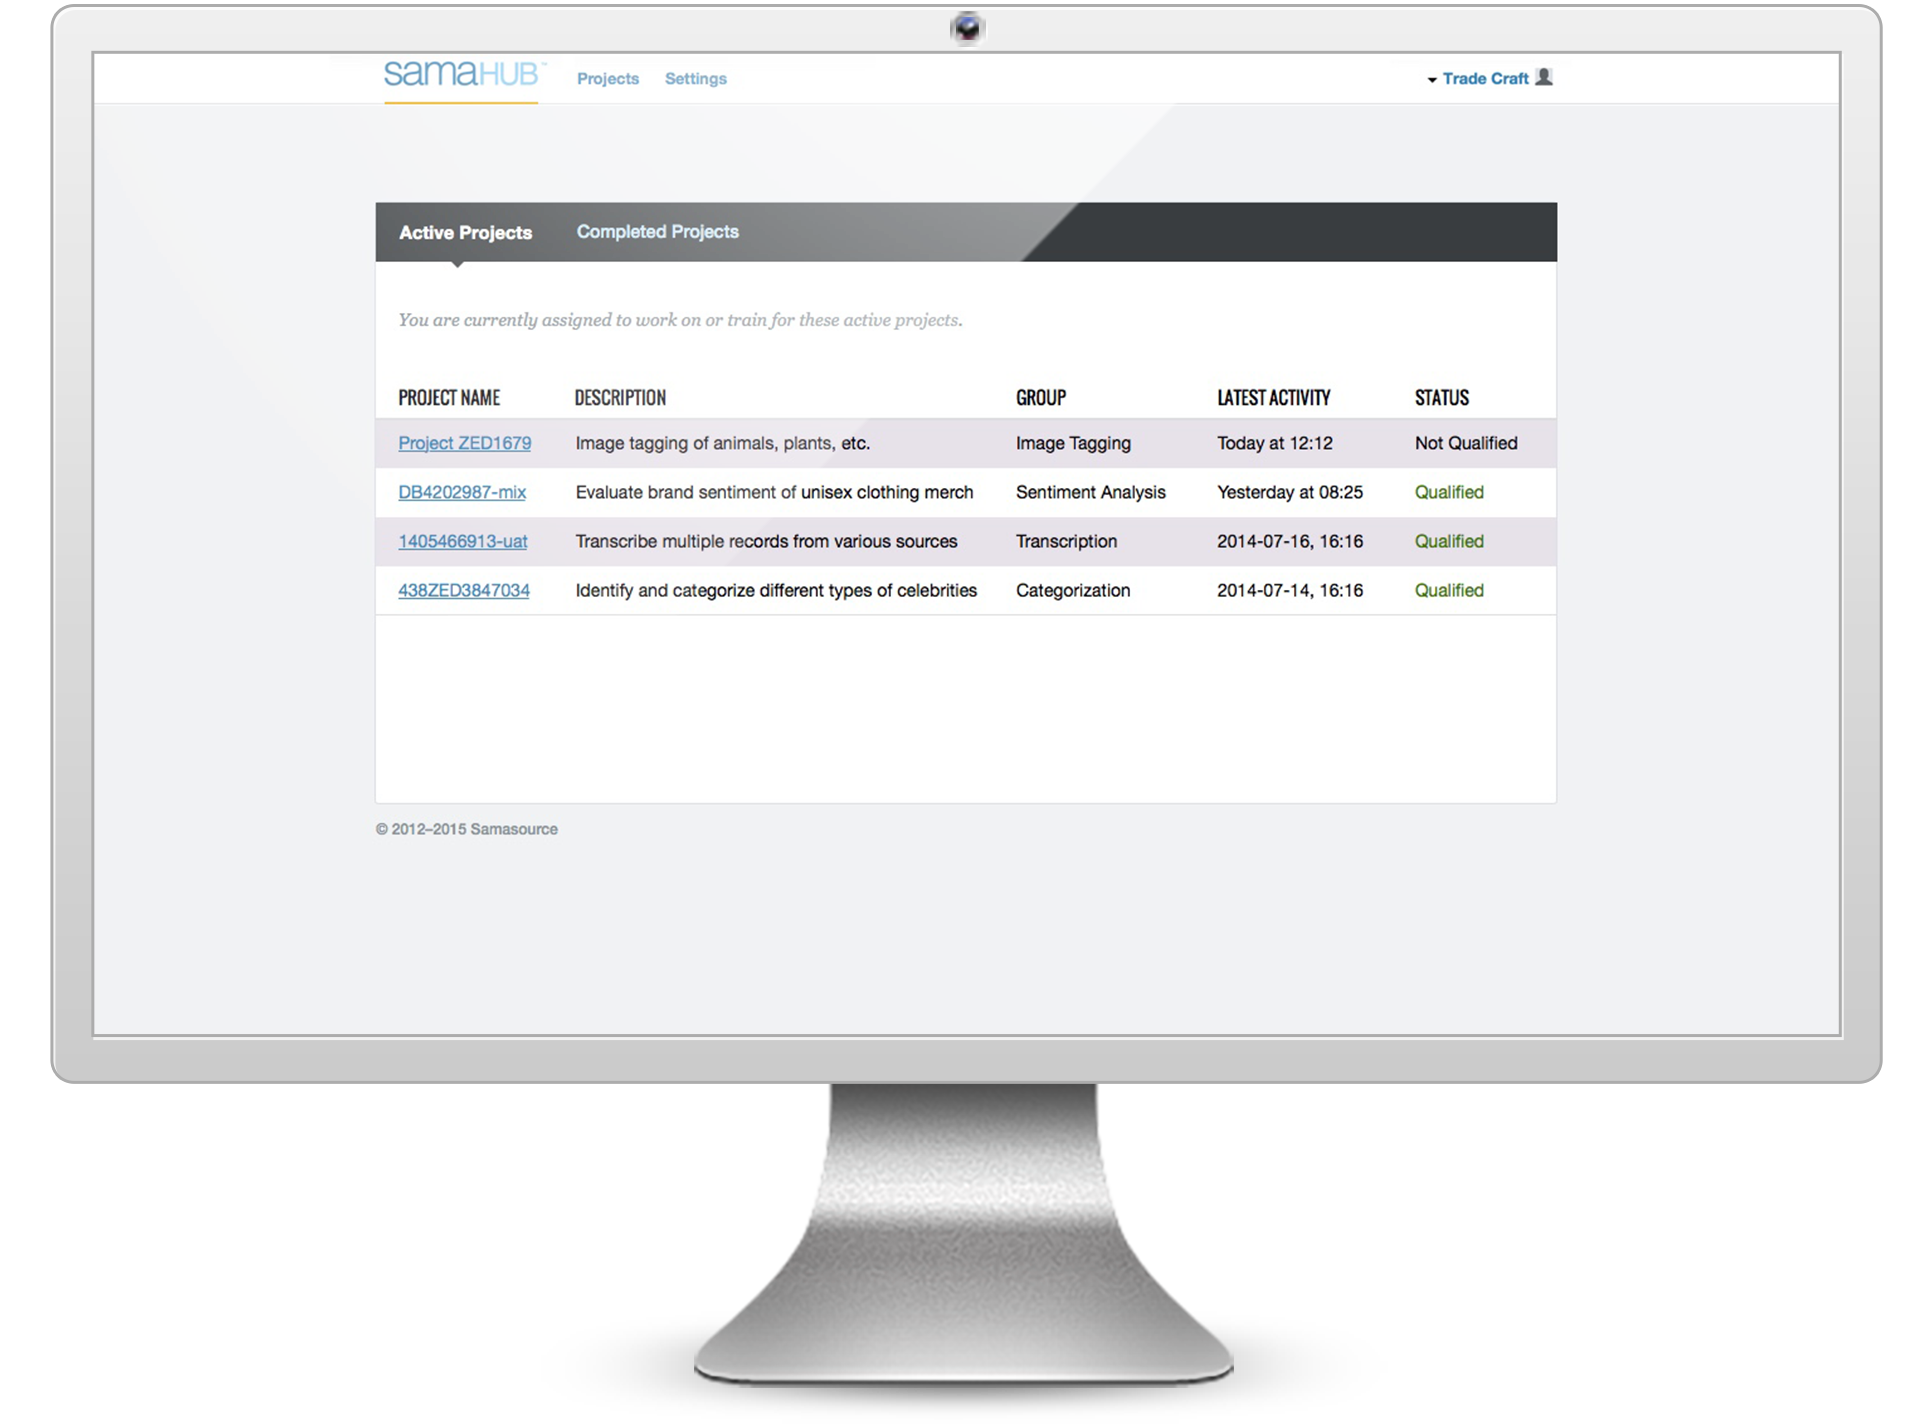 samaHUB™ Projects Settings Trade Craft
Active Projects Completed Projects
You are currently assigned to work on or train for these active projects.
PROJECT NAME DESCRIPTION GROUP LATEST ACTIVITY STATUS
Project ZED1679 Image tagging of animals, plants, etc. Image Tagging Today at 12:12 Not Qualified
DB4202987-mix Evaluate brand sentiment of unisex clothing merch Sentiment Analysis Yesterday at 08:25 Qualified
1405466913-uat Transcribe multiple records from various sources Transcription 2014-07-16, 16:16 Qualified
438ZED3847034 Identify and categorize different types of celebrities Categorization 2014-07-14, 16:16 Qualified
© 2012–2015 Samasource